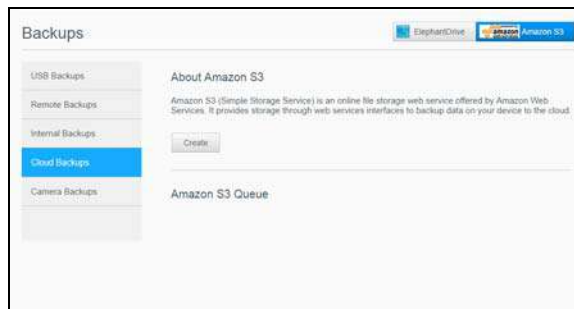 Backups
ElephantDrive
amazon Amazon S3
USB Backups
Remote Backups
Internal Backups
Cloud Backups
Camera Backups
About Amazon S3
Amazon S3 (Simple Storage Service) is an online file storage web service offered by Amazon Web
Services. It provides storage through web services interfaces to backup data on your device to the cloud.
Create
Amazon S3 Queue